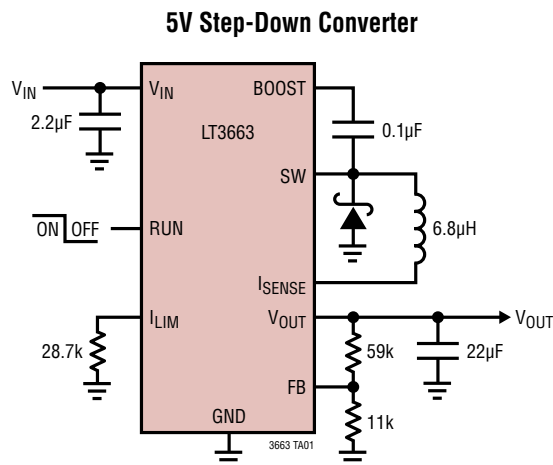 5V Step-Down Converter
VIN
VIN
BOOST
2.2µF
LT3663
0.1µF
SW
ON OFF
RUN
6.8µH
ISENSE
ILIM
VOUT
VOUT
28.7k
59k
22µF
FB
11k
GND
3663 TA01